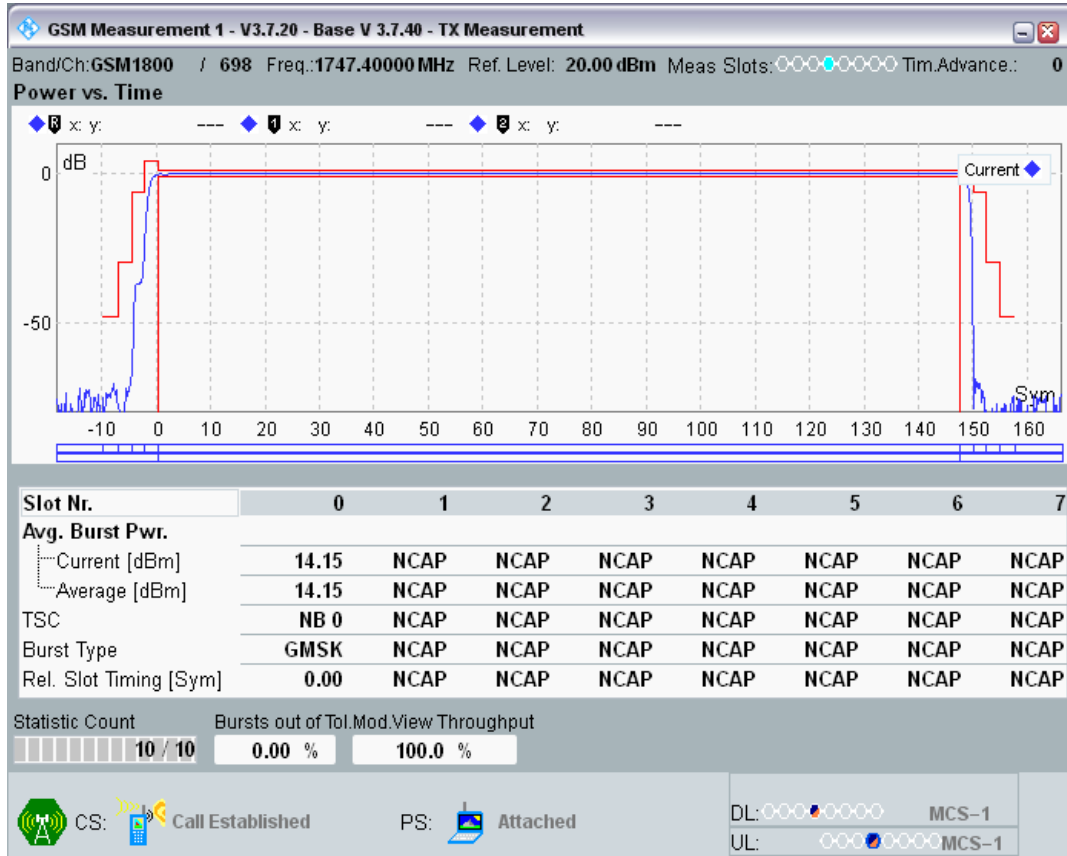 GSM Measurement 1 - V3.7.20 - Base V 3.7.40 - TX Measurement
Band/Ch:GSM1800 / 698 Freq.:1747.40000 MHz Ref. Level: 20.00 dBm Meas Slots: Tim.Advance.: 0
Power vs. Time
R x: y: --- 1 x: y: --- 2 x: y: ---
dB
Current
0
-50
Sym
-10 0 10 20 30 40 50 60 70 80 90 100 110 120 130 140 150 160
Slot Nr. 0 1 2 3 4 5 6 7
Avg. Burst Pwr.
Current [dBm] 14.15 NCAP NCAP NCAP NCAP NCAP NCAP NCAP
Average [dBm] 14.15 NCAP NCAP NCAP NCAP NCAP NCAP NCAP
TSC NB 0 NCAP NCAP NCAP NCAP NCAP NCAP NCAP
Burst Type GMSK NCAP NCAP NCAP NCAP NCAP NCAP NCAP
Rel. Slot Timing [Sym] 0.00 NCAP NCAP NCAP NCAP NCAP NCAP NCAP
Statistic Count Bursts out of Tol.Mod.View Throughput
10 / 10 0.00 % 100.0 %
CS: Call Established PS: Attached
DL: MCS-1
UL: MCS-1